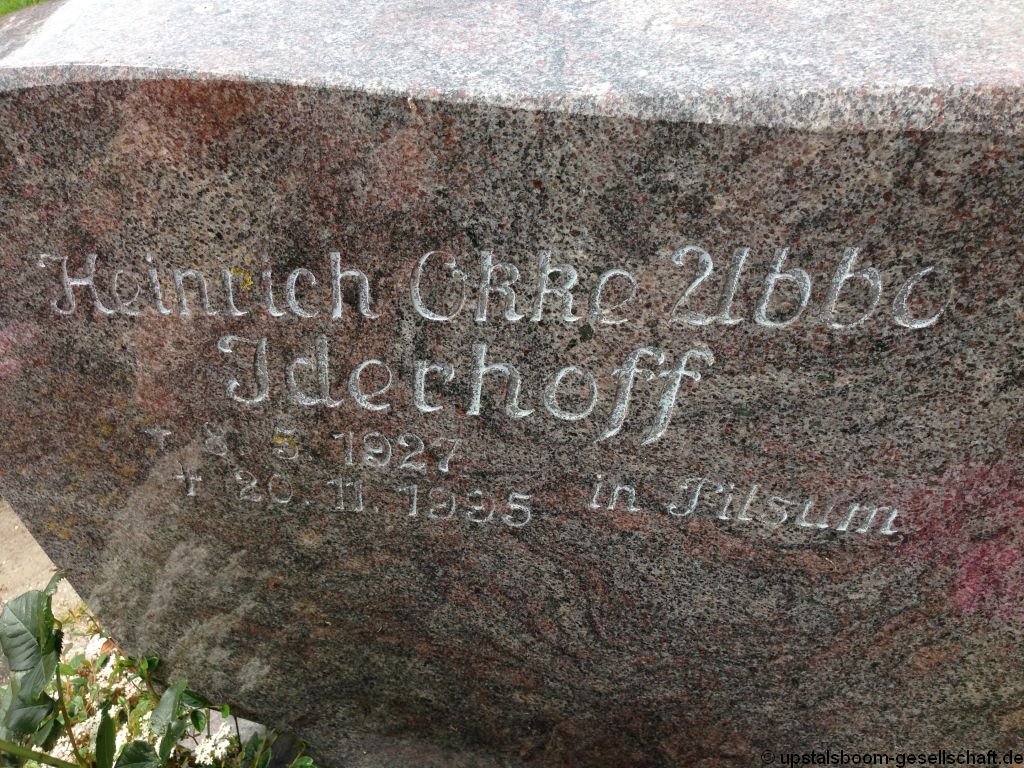 Heinrich Okke Ubbo
Iderhoff
* 8. 5. 1927
† 20. 11. 1995 in Pilsum
© upstalsboom-gesellschaft.de